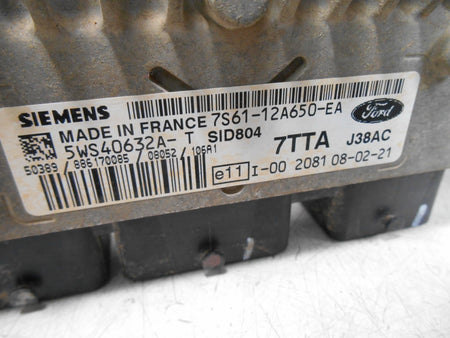 SIEMENS 7S61-12A650-EA Ford
MADE IN FRANCE
5WS40632A- T SID804 7TTA J38AC
50389 / 886170085 / 08052 / 106A1
e11 I-00 2081 08-02-21